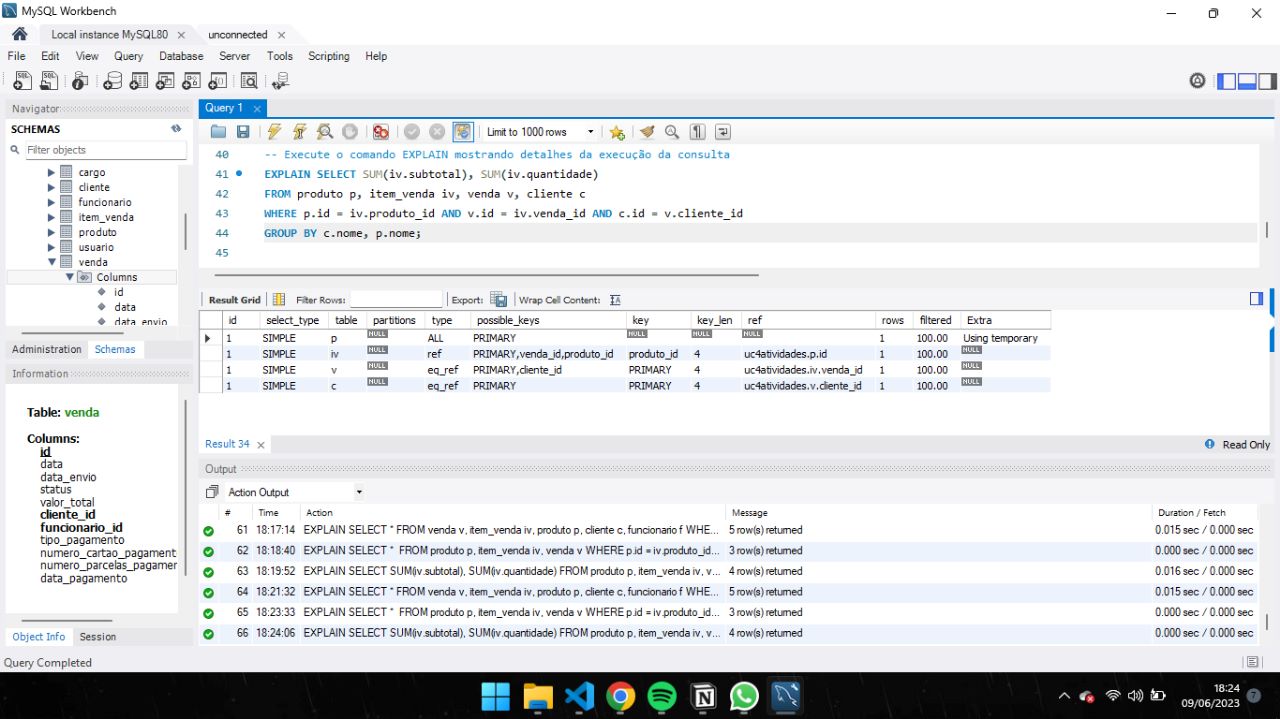 MySQL Workbench
Local instance MySQL80 unconnected
File Edit View Query Database Server Tools Scripting Help
Navigator
SCHEMAS
Filter objects
cargo
cliente
funcionario
item_venda
produto
usuario
venda
Columns
id
data
data_envio
Administration Schemas
Information
Table: venda
Columns:
id
data
data_envio
status
valor_total
cliente_id
funcionario_id
tipo_pagamento
numero_cartao_pagament
numero_parcelas_pagamer
data_pagamento
Object Info Session
Query Completed
Query 1
Limit to 1000 rows
40 -- Execute o comando EXPLAIN mostrando detalhes da execução da consulta
41 EXPLAIN SELECT SUM(iv.subtotal), SUM(iv.quantidade)
42 FROM produto p, item_venda iv, venda v, cliente c
43 WHERE p.id = iv.produto_id AND v.id = iv.venda_id AND c.id = v.cliente_id
44 GROUP BY c.nome, p.nome;
45
Result Grid Filter Rows: Export: Wrap Cell Content:
id select_type table partitions type possible_keys key key_len ref rows filtered Extra
1 SIMPLE p NULL ALL PRIMARY NULL NULL NULL 1 100.00 Using temporary
1 SIMPLE iv NULL ref PRIMARY,venda_id,produto_id produto_id 4 uc4atividades.p.id 1 100.00 NULL
1 SIMPLE v NULL eq_ref PRIMARY,cliente_id PRIMARY 4 uc4atividades.iv.venda_id 1 100.00 NULL
1 SIMPLE c NULL eq_ref PRIMARY PRIMARY 4 uc4atividades.v.cliente_id 1 100.00 NULL
Result 34 Read Only
Output
Action Output
# Time Action Message Duration / Fetch
61 18:17:14 EXPLAIN SELECT * FROM venda v, item_venda iv, produto p, cliente c, funcionario f WHE... 5 row(s) returned 0.015 sec / 0.000 sec
62 18:18:40 EXPLAIN SELECT * FROM produto p, item_venda iv, venda v WHERE p.id = iv.produto_id... 3 row(s) returned 0.000 sec / 0.000 sec
63 18:19:52 EXPLAIN SELECT SUM(iv.subtotal), SUM(iv.quantidade) FROM produto p, item_venda iv, v... 4 row(s) returned 0.016 sec / 0.000 sec
64 18:21:32 EXPLAIN SELECT * FROM venda v, item_venda iv, produto p, cliente c, funcionario f WHE... 5 row(s) returned 0.015 sec / 0.000 sec
65 18:23:33 EXPLAIN SELECT * FROM produto p, item_venda iv, venda v WHERE p.id = iv.produto_id... 3 row(s) returned 0.000 sec / 0.000 sec
66 18:24:06 EXPLAIN SELECT SUM(iv.subtotal), SUM(iv.quantidade) FROM produto p, item_venda iv, v... 4 row(s) returned 0.000 sec / 0.000 sec
18:24
09/06/2023
7